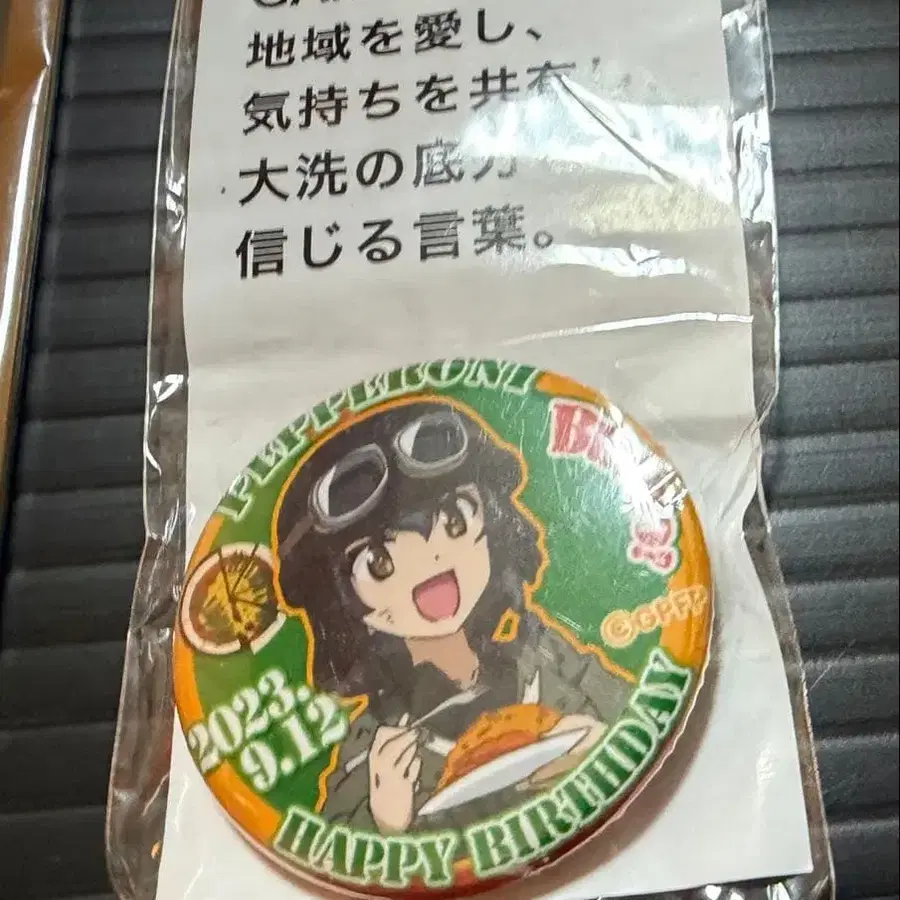 地域を愛し、
気持ちを共有し
大洗の底力
信じる言葉。
PEPPERONI
2023.
9.12
©GPFP
HAPPY BIRTHDAY